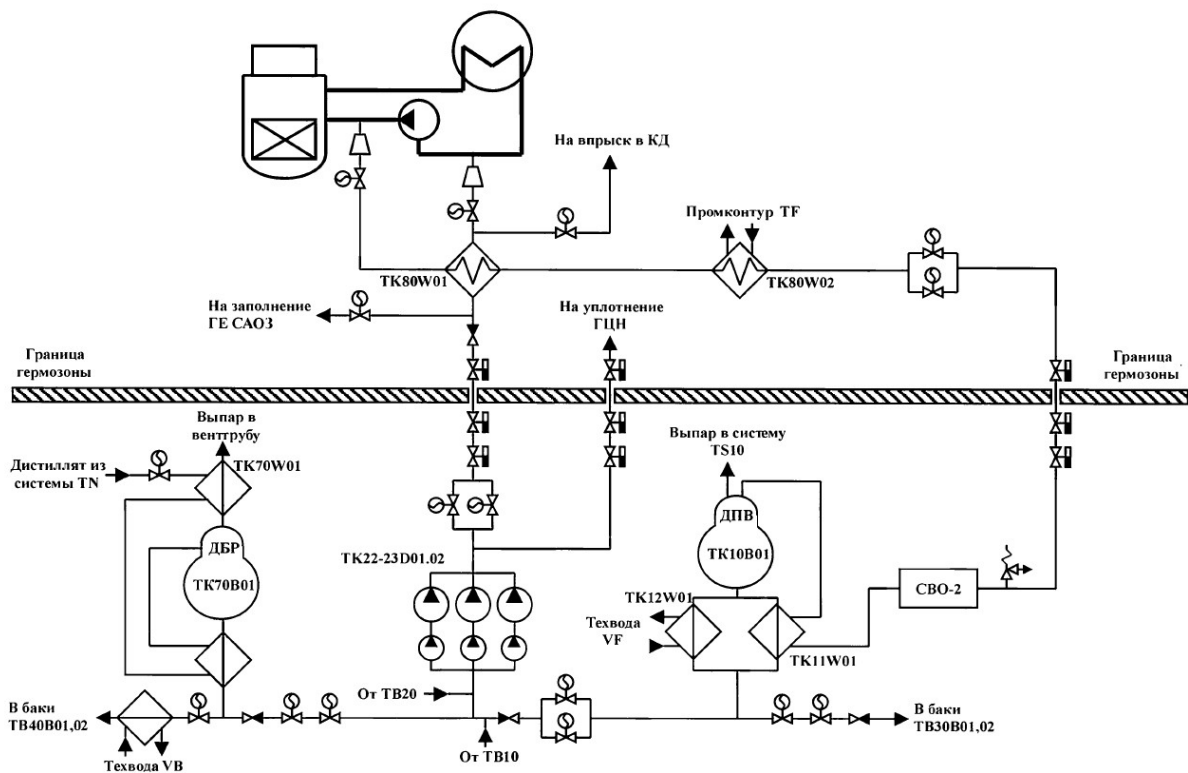 На впрыск в КД
Промконтур TF
TK80W01
TK80W02
На заполнение
ГЕ САОЗ
На уплотнение
ГЦН
Граница
гермозоны
Граница
гермозоны
Выпар в
венттрубу
TK70W01
Дистиллят из
системы TN
Выпар в систему
TS10
ДБР
TK70B01
TK22-23D01.02
ДПВ
TK10B01
TK12W01
Техвода
VF
TK11W01
СВО-2
От TB20
В баки
TB40B01,02
Техвода VB
От TB10
В баки
TB30B01,02